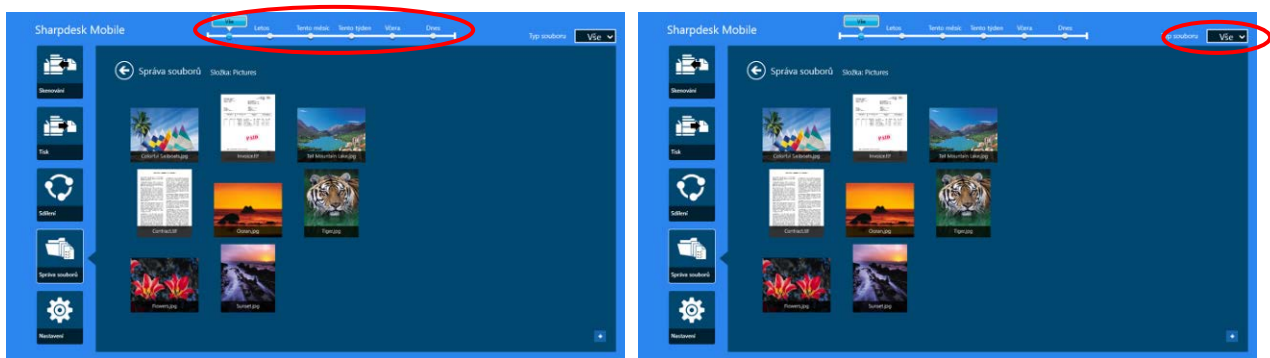 Sharpdesk Mobile
Vše
Letos
Tento měsíc
Tento týden
Včera
Dnes
Typ souboru
Vše
Správa souborů
Složka: Pictures
Skenování
Tisk
Sdílení
Správa souborů
Nastavení
Colorful Sailboats.jpg
Invoice.tif
Tall Mountain Lake.jpg
Contract.tif
Ocean.jpg
Tiger.jpg
Flowers.jpg
Sunset.jpg
Sharpdesk Mobile
Vše
Letos
Tento měsíc
Tento týden
Včera
Dnes
Typ souboru
Vše
Správa souborů
Složka: Pictures
Skenování
Tisk
Sdílení
Správa souborů
Nastavení
Colorful Sailboats.jpg
Invoice.tif
Tall Mountain Lake.jpg
Contract.tif
Ocean.jpg
Tiger.jpg
Flowers.jpg
Sunset.jpg